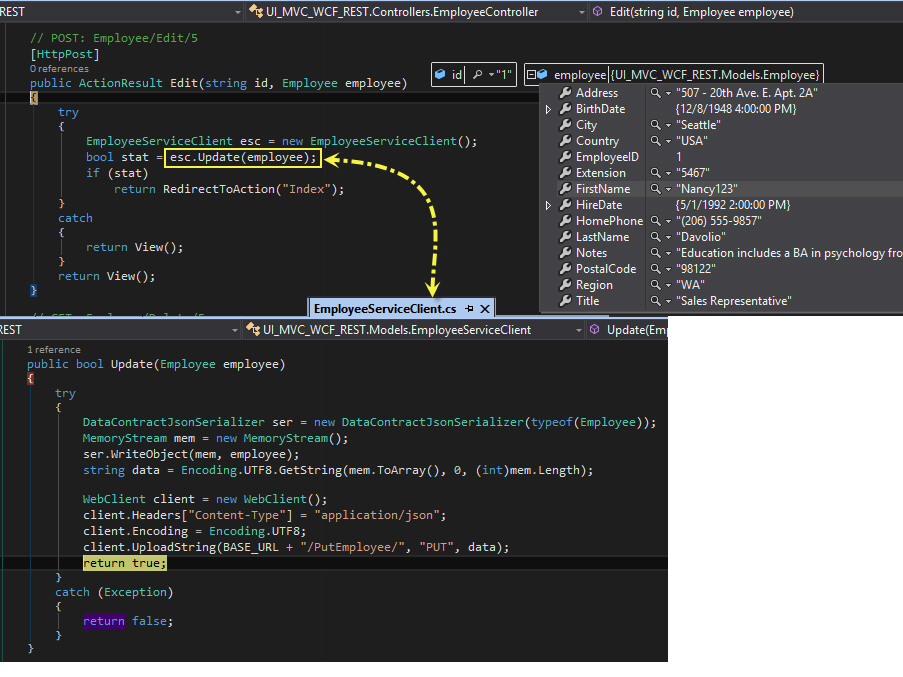 REST UI_MVC_WCF_REST.Controllers.EmployeeController Edit(string id, Employee employee)
// POST: Employee/Edit/5
[HttpPost]
0 references
public ActionResult Edit(string id, Employee employee)
{
try
{
EmployeeServiceClient esc = new EmployeeServiceClient();
bool stat = esc.Update(employee);
if (stat)
return RedirectToAction("Index");
}
catch
{
return View();
}
return View();
}
id "1"
employee {UI_MVC_WCF_REST.Models.Employee}
Address "507 - 20th Ave. E. Apt. 2A"
BirthDate {12/8/1948 4:00:00 PM}
City "Seattle"
Country "USA"
EmployeeID 1
Extension "5467"
FirstName "Nancy123"
HireDate {5/1/1992 2:00:00 PM}
HomePhone "(206) 555-9857"
LastName "Davolio"
Notes "Education includes a BA in psychology fro
PostalCode "98122"
Region "WA"
Title "Sales Representative"
EmployeeServiceClient.cs
REST UI_MVC_WCF_REST.Models.EmployeeServiceClient Update(Em
1 reference
public bool Update(Employee employee)
{
try
{
DataContractJsonSerializer ser = new DataContractJsonSerializer(typeof(Employee));
MemoryStream mem = new MemoryStream();
ser.WriteObject(mem, employee);
string data = Encoding.UTF8.GetString(mem.ToArray(), 0, (int)mem.Length);
WebClient client = new WebClient();
client.Headers["Content-Type"] = "application/json";
client.Encoding = Encoding.UTF8;
client.UploadString(BASE_URL + "/PutEmployee/", "PUT", data);
return true;
}
catch (Exception)
{
return false;
}
}